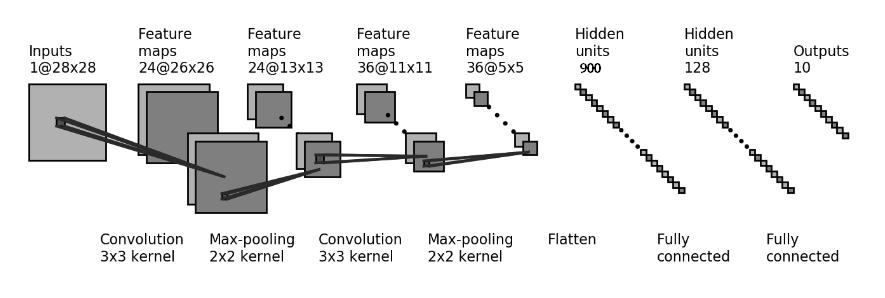 Inputs
1@28x28
Feature
maps
24@26x26
Feature
maps
24@13x13
Feature
maps
36@11x11
Feature
maps
36@5x5
Hidden
units
900
Hidden
units
128
Outputs
10
Convolution
3x3 kernel
Max-pooling
2x2 kernel
Convolution
3x3 kernel
Max-pooling
2x2 kernel
Flatten
Fully
connected
Fully
connected